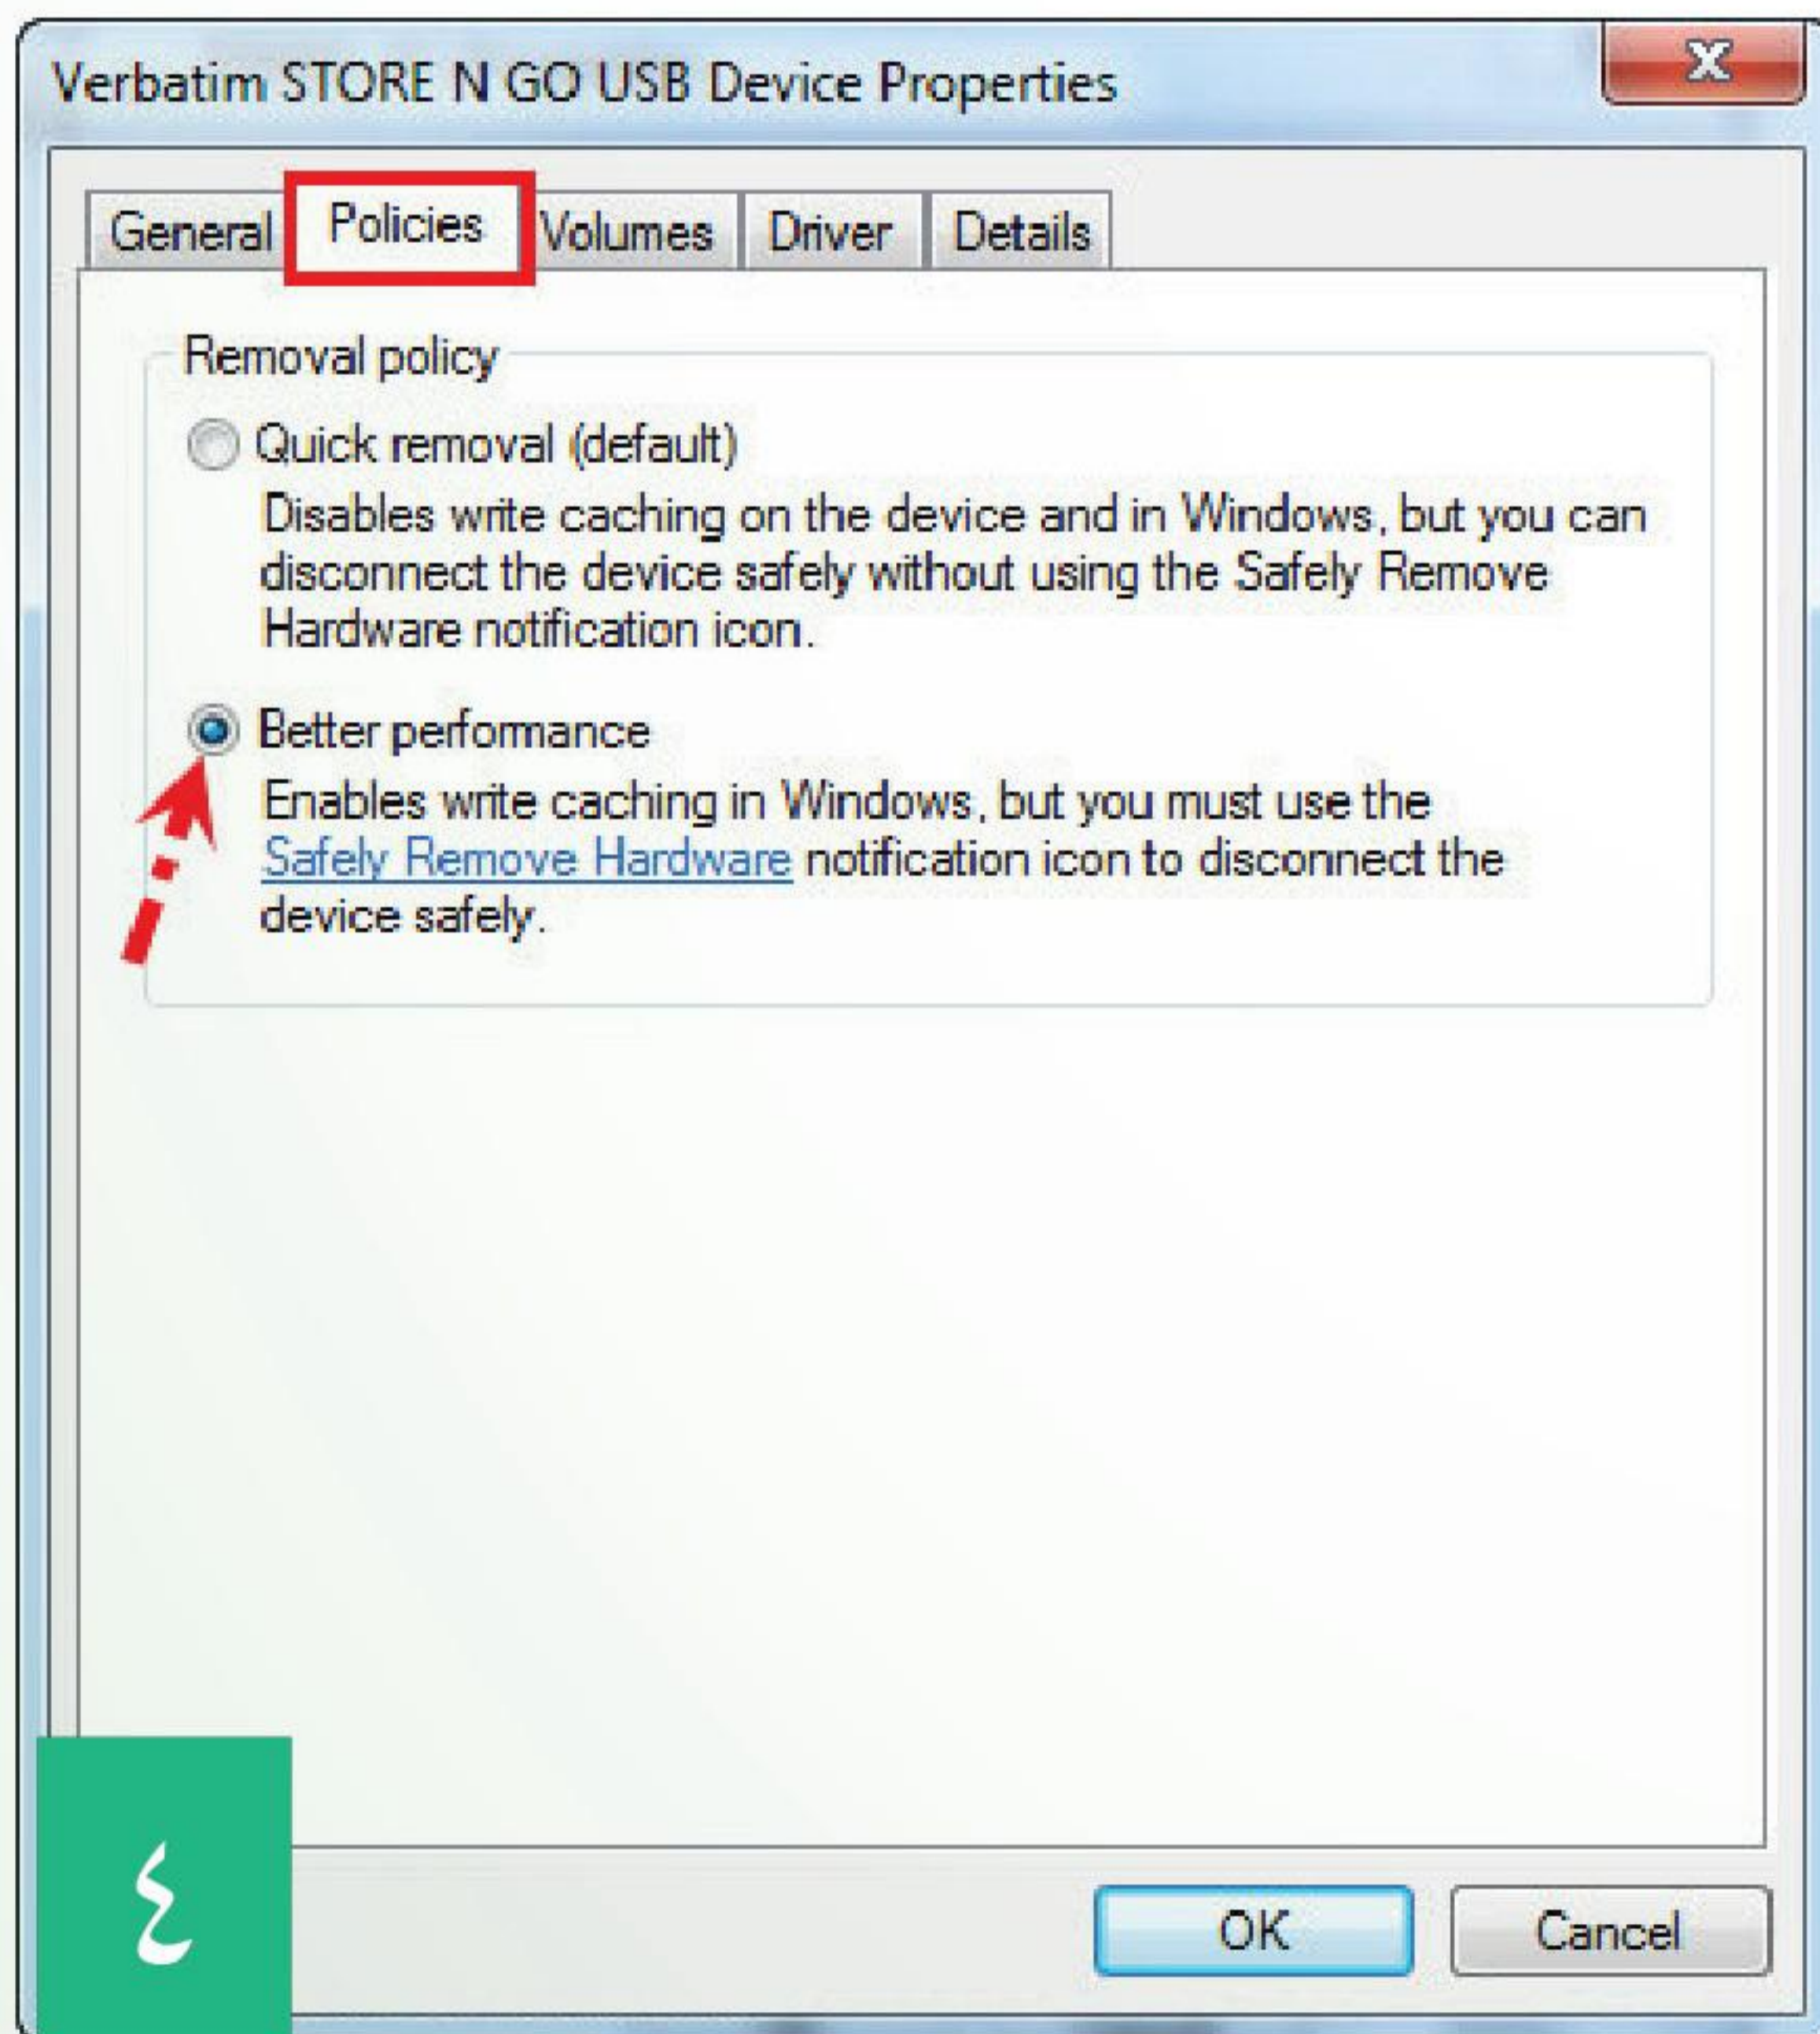 Verbatim STORE N GO USB Device Properties
General Policies Volumes Driver Details
Removal policy
Quick removal (default)
Disables write caching on the device and in Windows, but you can
disconnect the device safely without using the Safely Remove
Hardware notification icon.
Better performance
Enables write caching in Windows, but you must use the
Safely Remove Hardware notification icon to disconnect the
device safely.
٤
OK Cancel